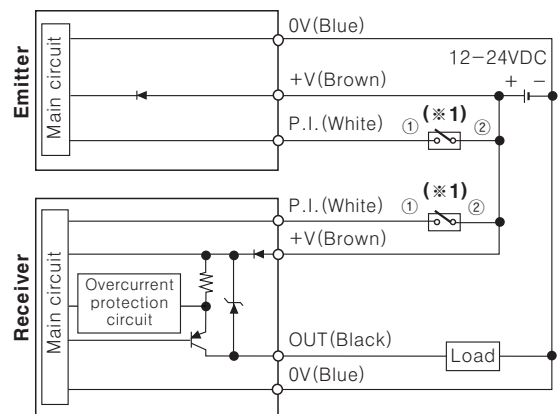 Emitter
Main circuit
0V(Blue)
12−24VDC
+ −
+V(Brown)
P.I.(White)
① (※1) ②
Receiver
Main circuit
P.I.(White)
① (※1) ②
+V(Brown)
Overcurrent
protection
circuit
OUT(Black)
Load
0V(Blue)